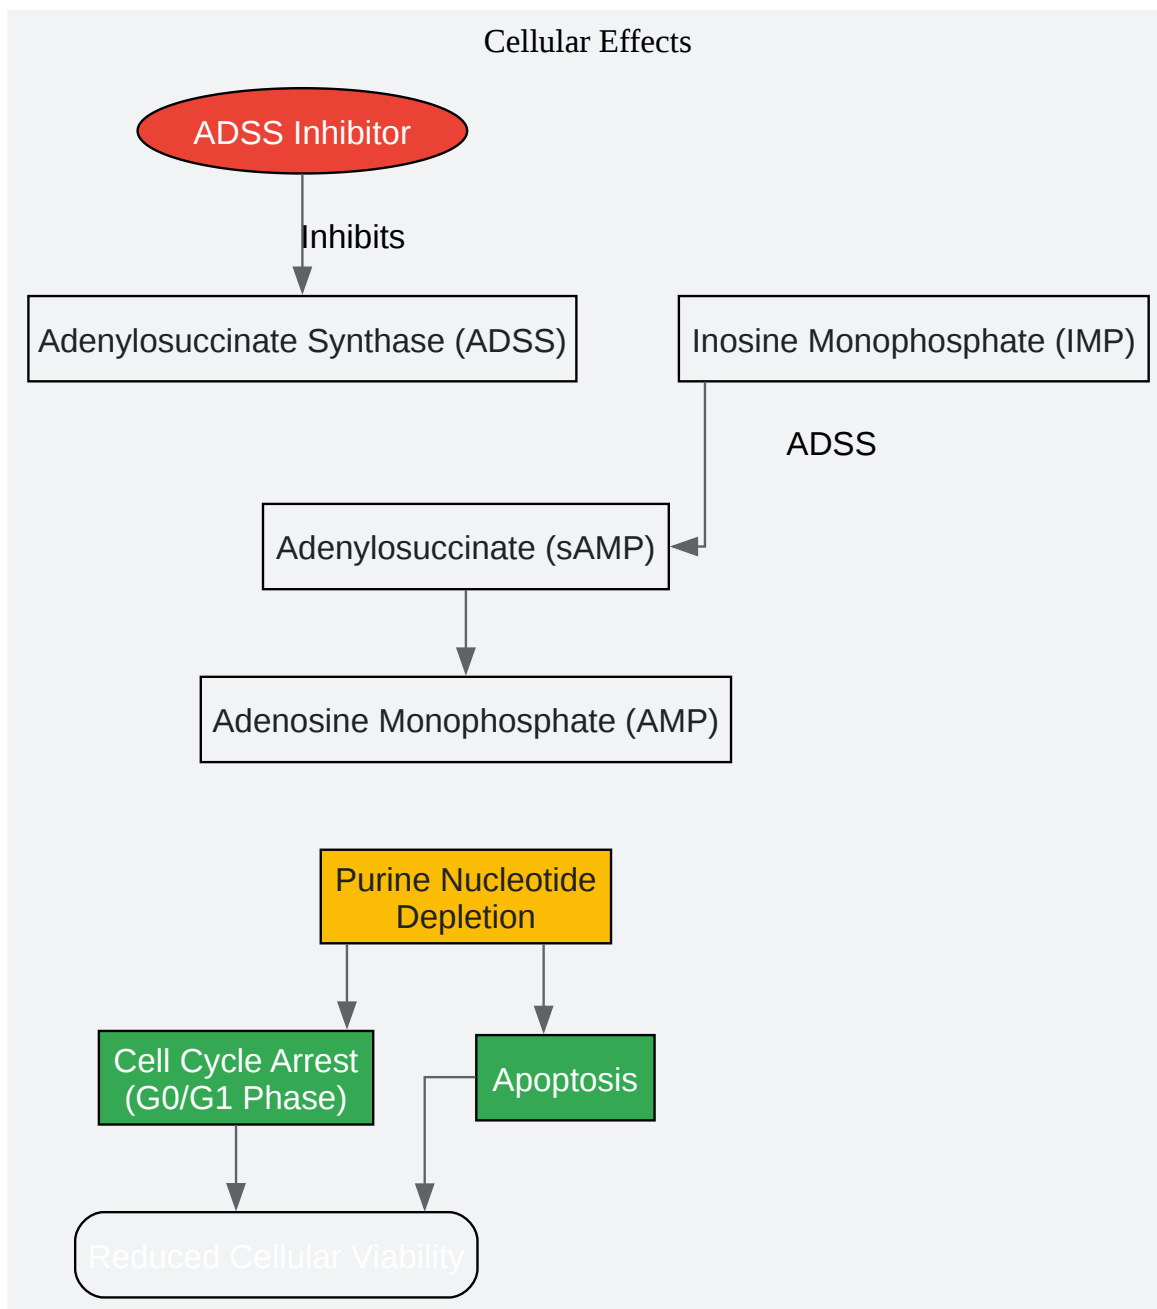 Cellular Effects
ADSS Inhibitor
Inhibits
Adenylosuccinate Synthase (ADSS)
Inosine Monophosphate (IMP)
ADSS
Adenylosuccinate (sAMP)
Adenosine Monophosphate (AMP)
Purine Nucleotide
Depletion
Cell Cycle Arrest
(G0/G1 Phase)
Apoptosis
Reduced Cellular Viability